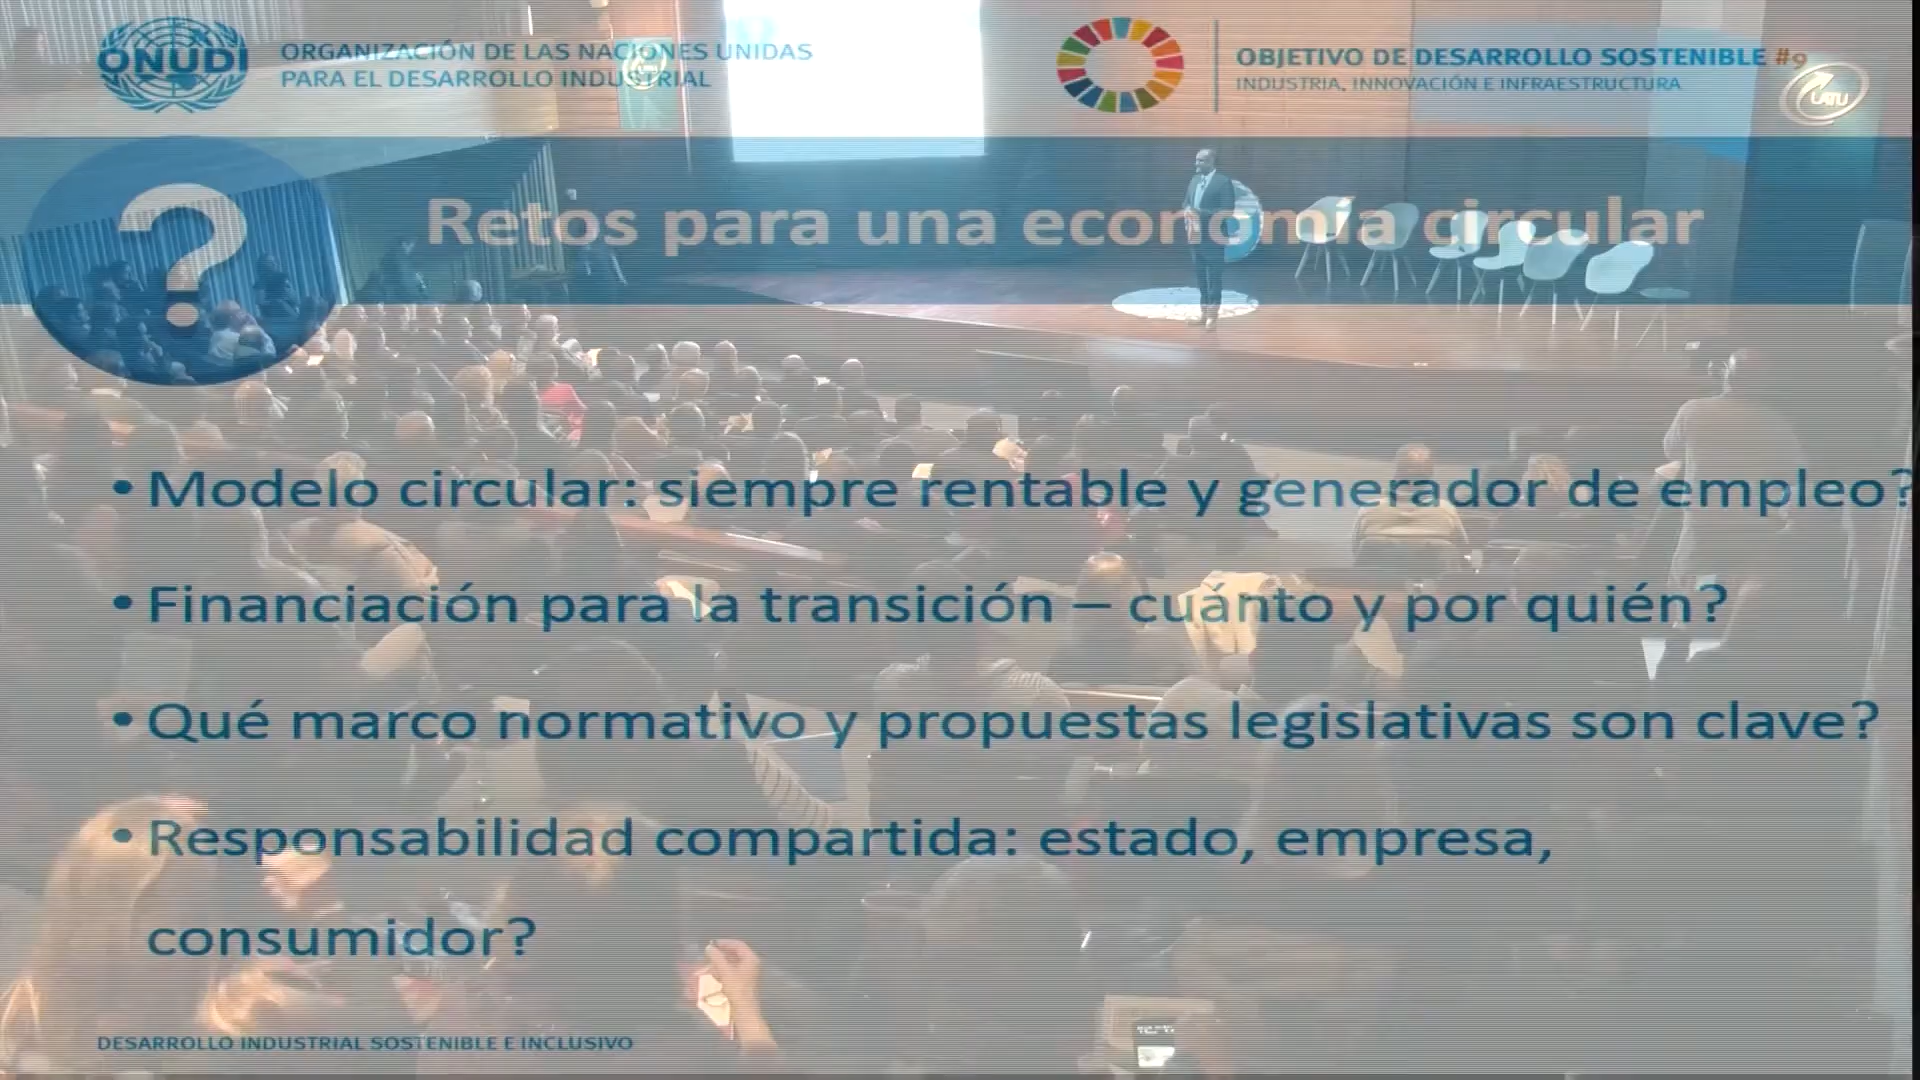 ONUDI
ORGANIZACIÓN DE LAS NACIONES UNIDAS
PARA EL DESARROLLO INDUSTRIAL
OBJETIVO DE DESARROLLO SOSTENIBLE #9
INDUSTRIA, INNOVACIÓN E INFRAESTRUCTURA
LATU
?
Retos para una economía circular
• Modelo circular: siempre rentable y generador de empleo?
• Financiación para la transición – cuánto y por quién?
• Qué marco normativo y propuestas legislativas son clave?
• Responsabilidad compartida: estado, empresa,
consumidor?
DESARROLLO INDUSTRIAL SOSTENIBLE E INCLUSIVO